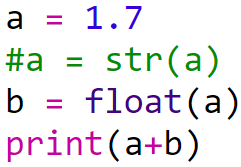 a = 1.7
#a = str(a)
b = float(a)
print(a+b)